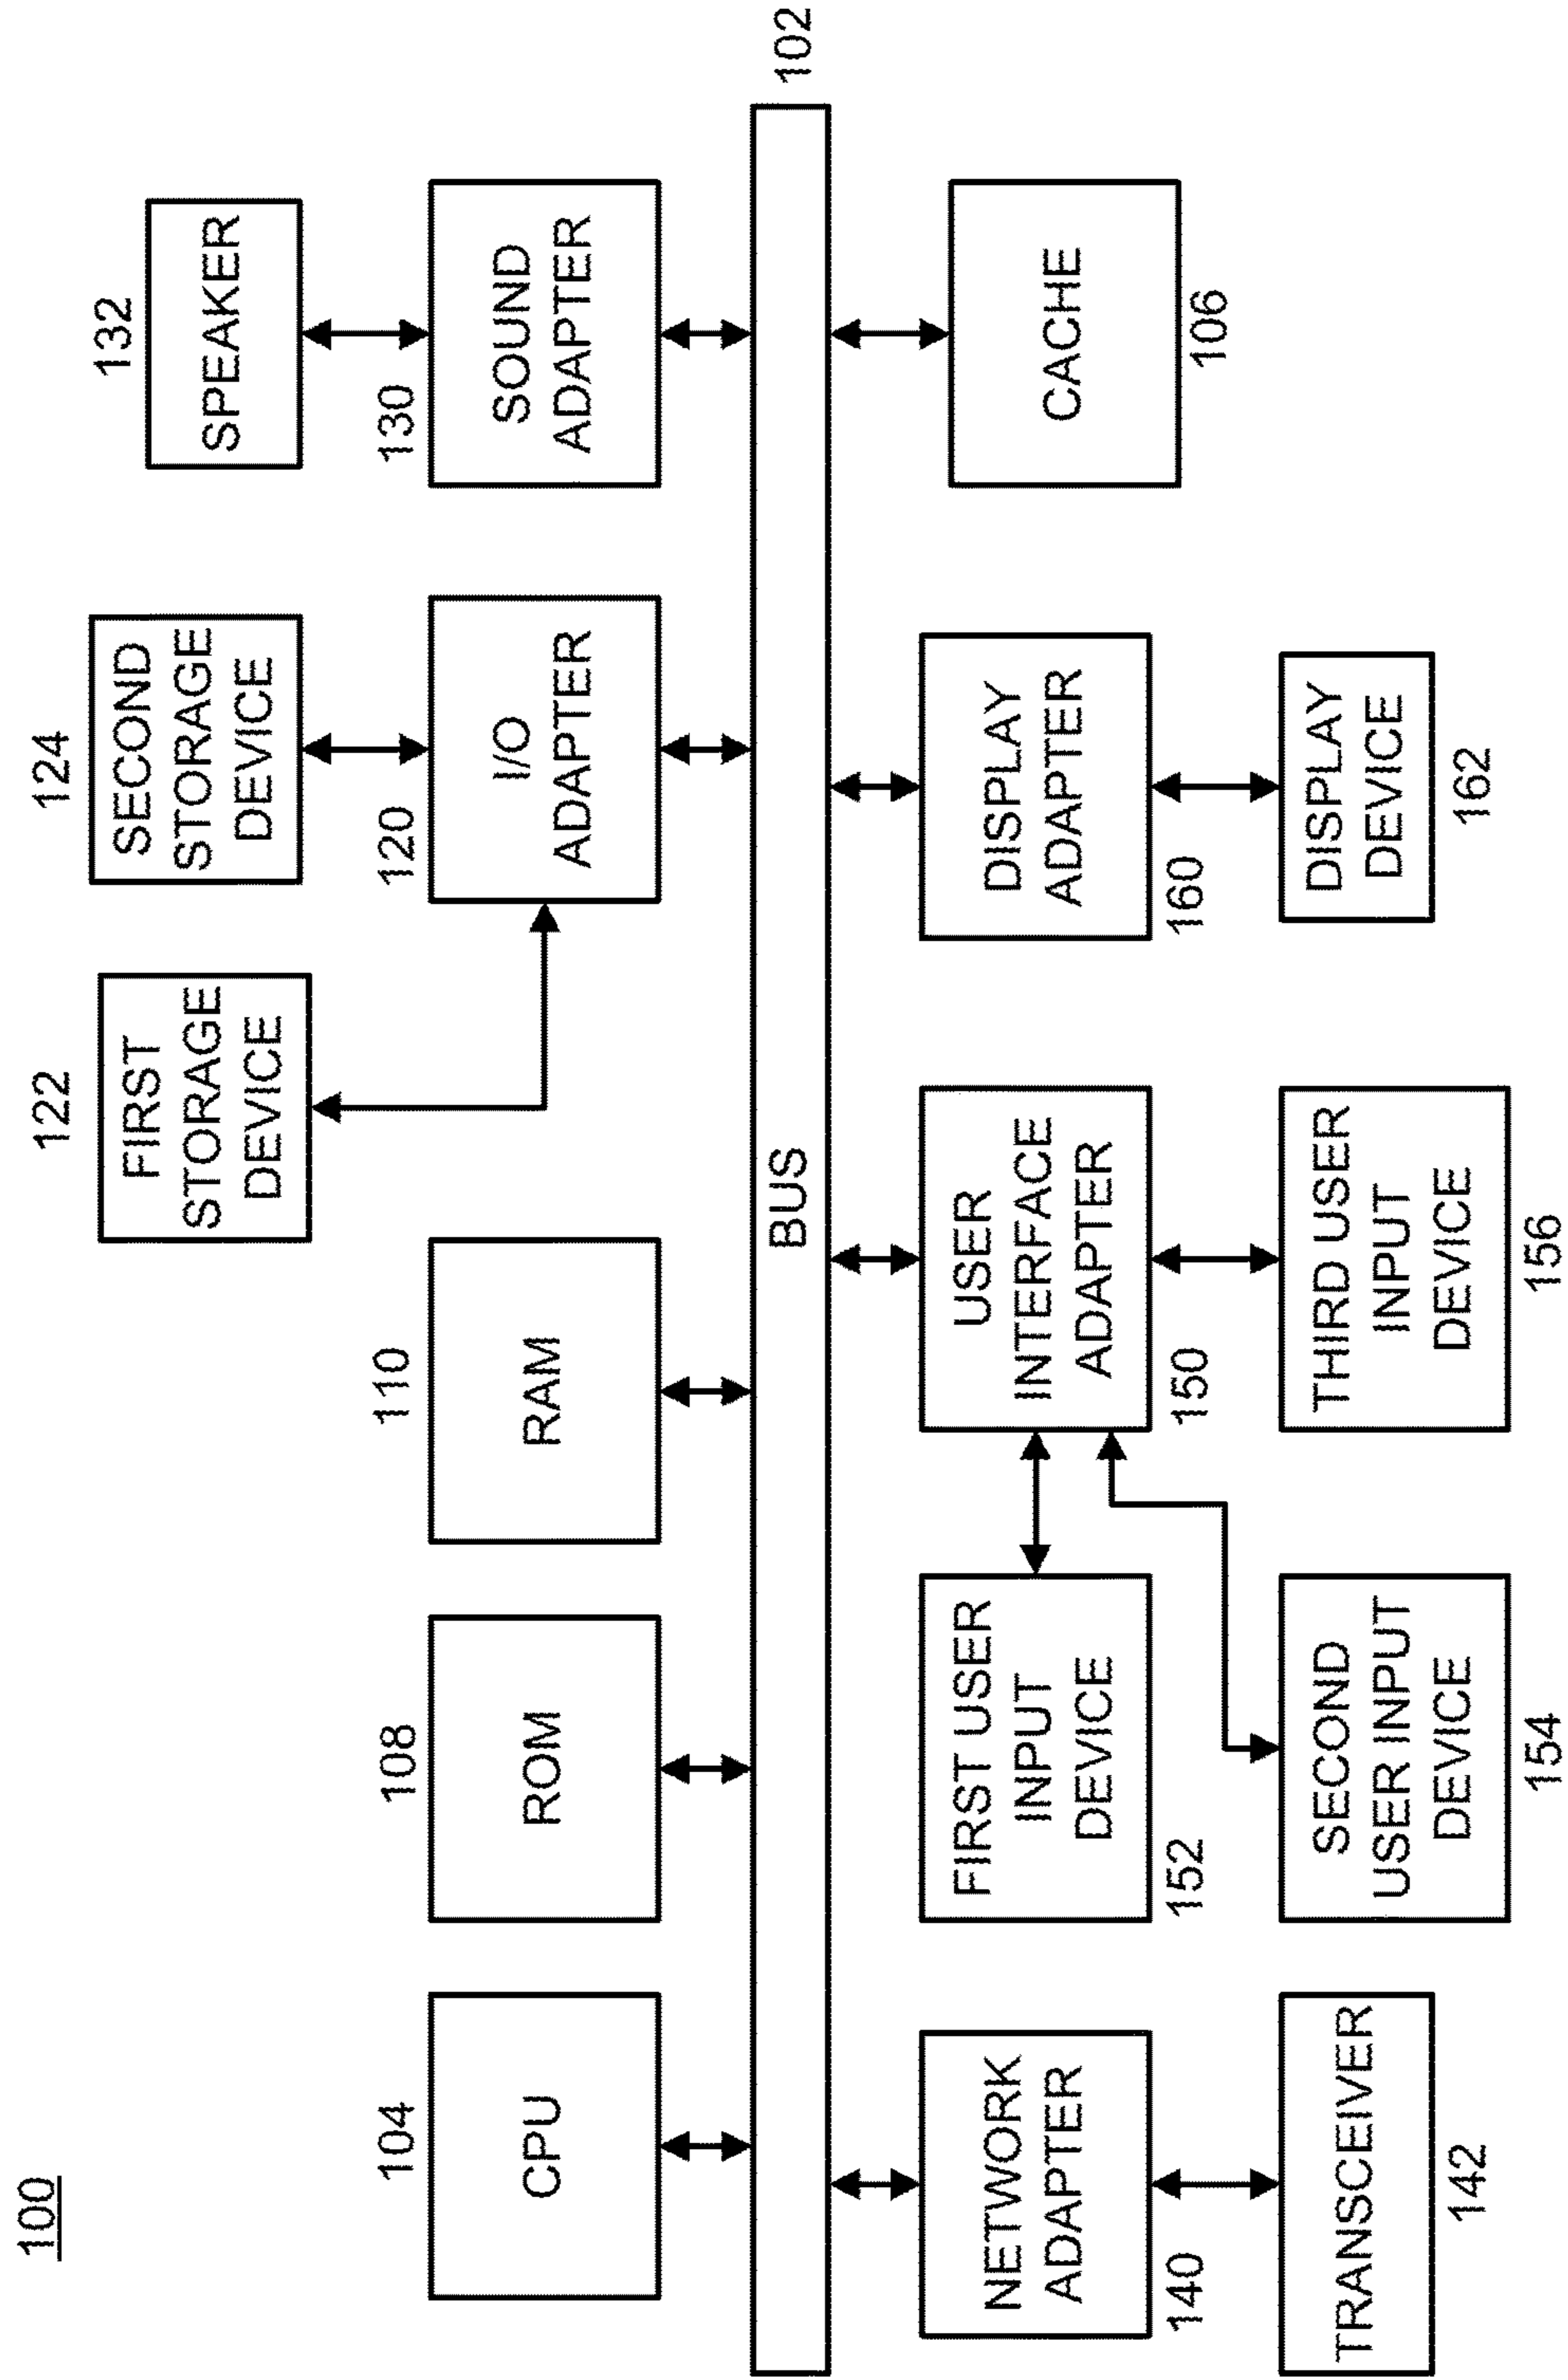 100
122
124
132
FIRST
STORAGE
DEVICE
SECOND
STORAGE
DEVICE
SPEAKER
104
108
110
120
130
CPU
ROM
RAM
I/O
ADAPTER
SOUND
ADAPTER
BUS
102
NETWORK
ADAPTER
FIRST USER
INPUT
DEVICE
USER
INTERFACE
ADAPTER
DISPLAY
ADAPTER
CACHE
140
152
150
160
106
TRANSCEIVER
SECOND
USER INPUT
DEVICE
THIRD USER
INPUT
DEVICE
DISPLAY
DEVICE
142
154
156
162